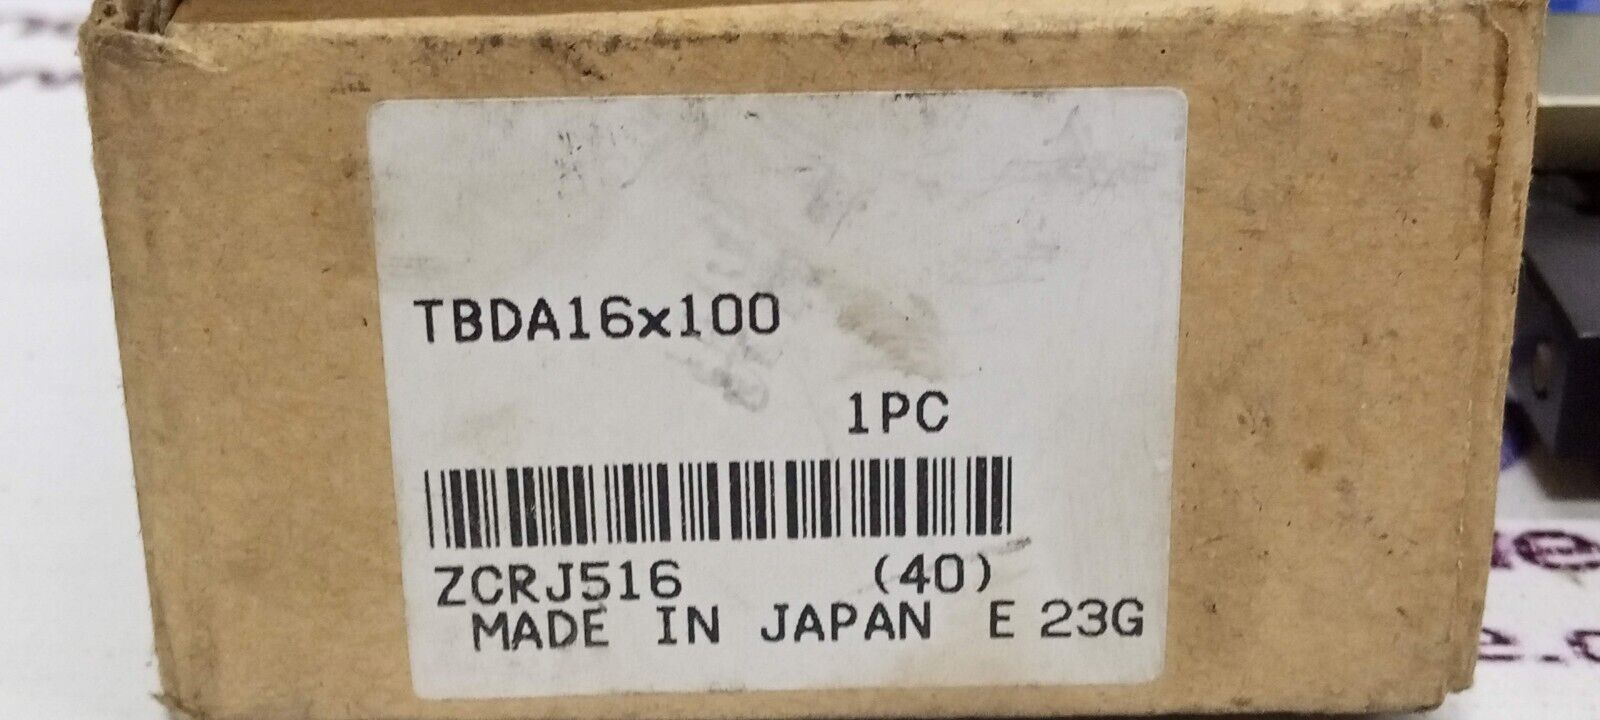 TBDA16x100
1PC
ZCRJ516 (40)
MADE IN JAPAN E 23G